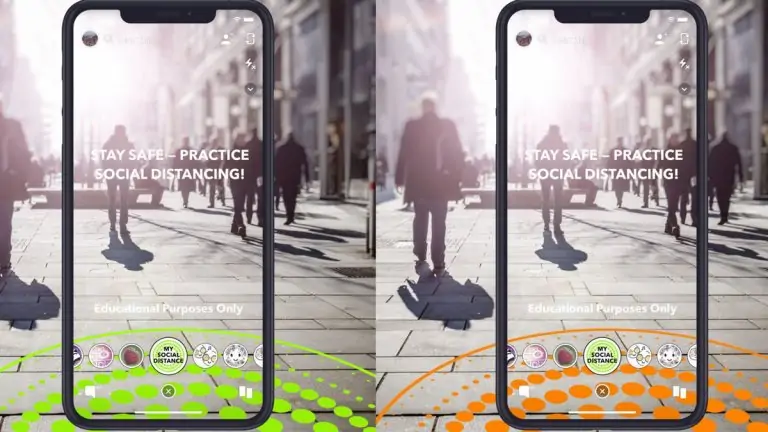 STAY SAFE – PRACTICE
SOCIAL DISTANCING!
Educational Purposes Only
MY
SOCIAL
DISTANCE
STAY SAFE – PRACTICE
SOCIAL DISTANCING!
Educational Purposes Only
MY
SOCIAL
DISTANCE